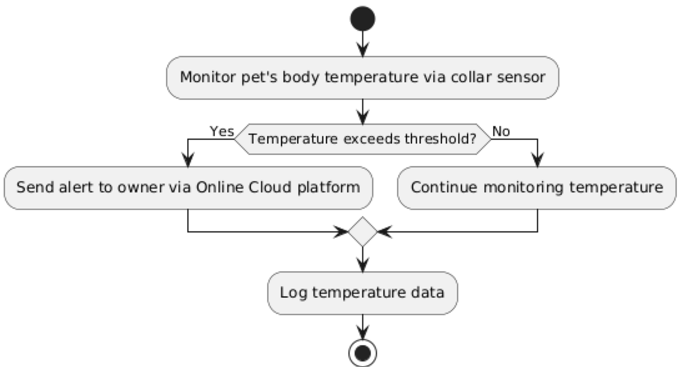 Monitor pet's body temperature via collar sensor
Yes
Temperature exceeds threshold?
No
Send alert to owner via Online Cloud platform
Continue monitoring temperature
Log temperature data